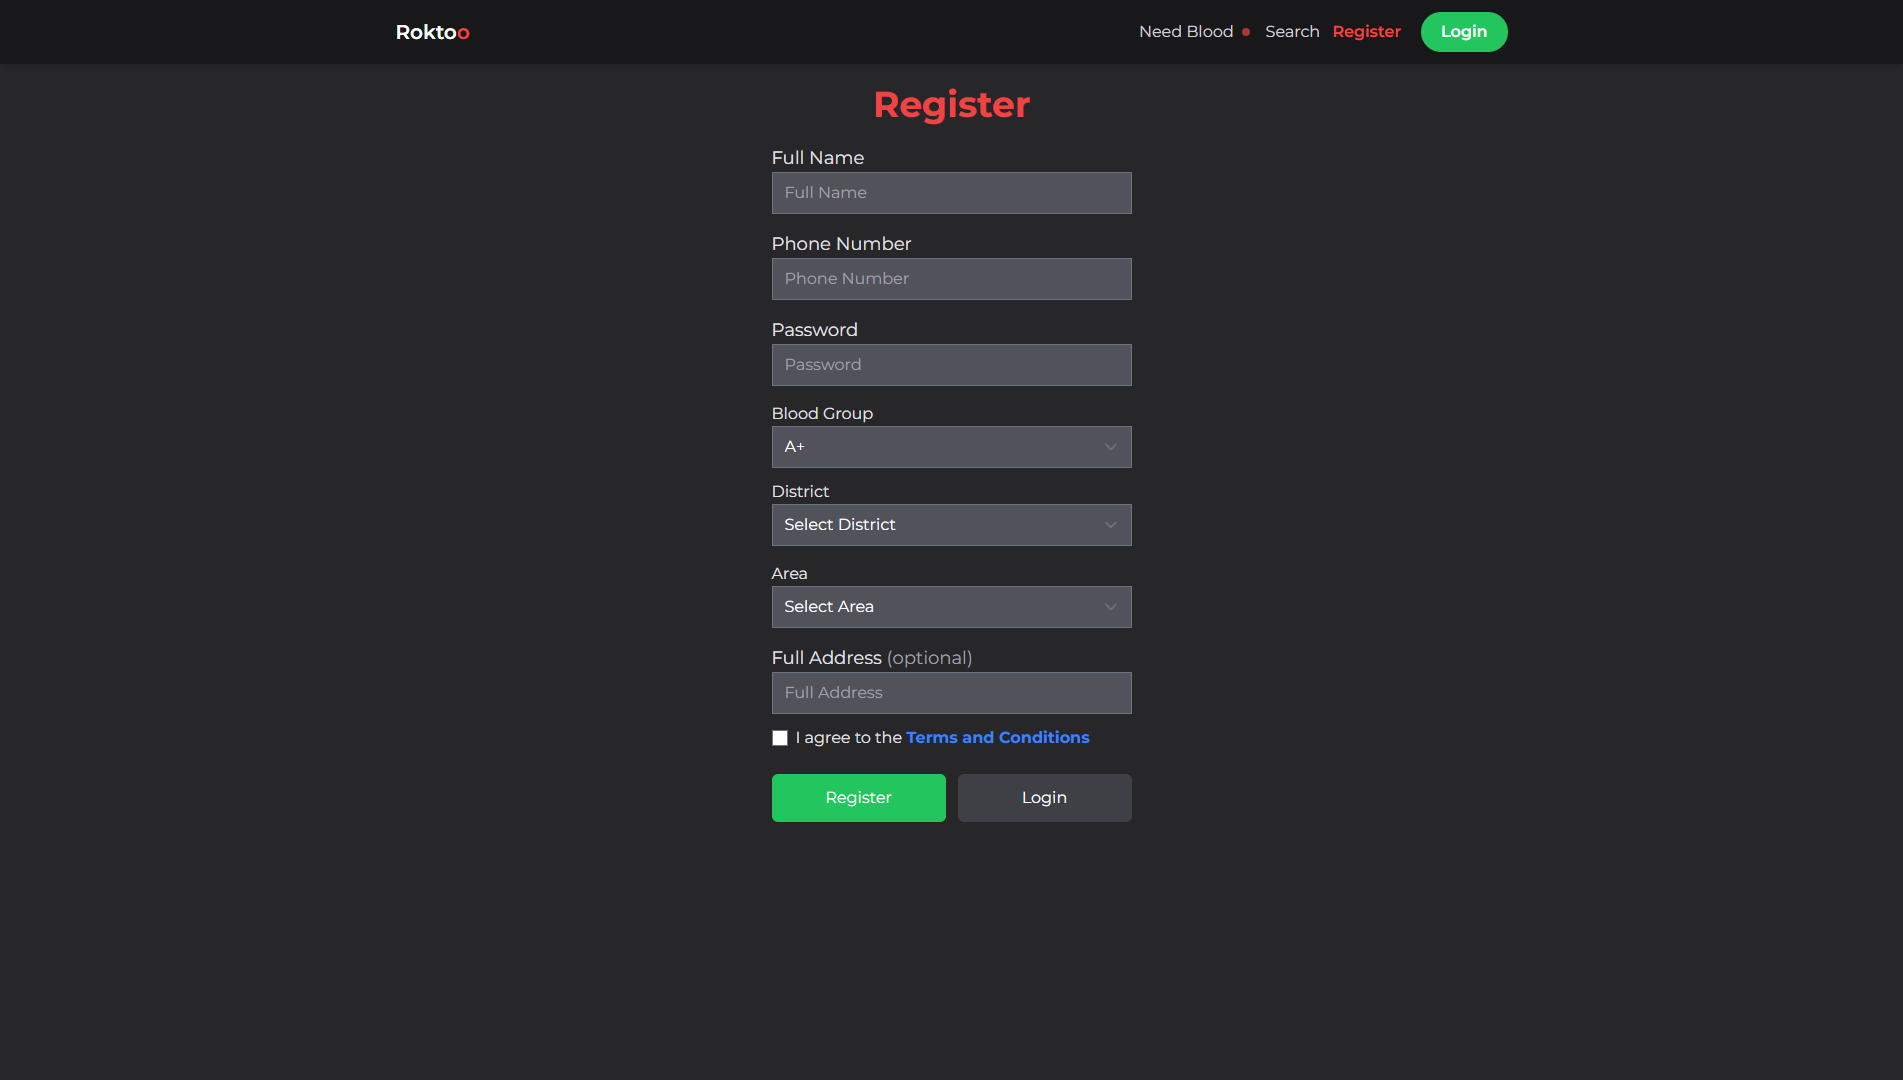 Roktoo
Need Blood Search Register Login
Register
Full Name
Full Name
Phone Number
Phone Number
Password
Password
Blood Group
A+
District
Select District
Area
Select Area
Full Address (optional)
Full Address
I agree to the Terms and Conditions
Register Login